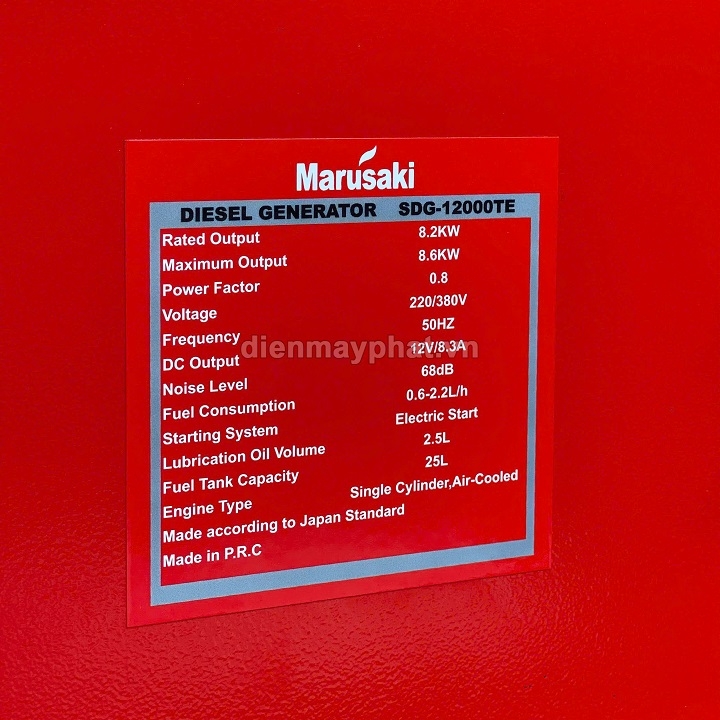 Marusaki
DIESEL GENERATOR SDG-12000TE
Rated Output 8.2KW
Maximum Output 8.6KW
Power Factor 0.8
Voltage 220/380V
Frequency 50HZ
DC Output 12V/8.3A
Noise Level 68dB
Fuel Consumption 0.6-2.2L/h
Starting System Electric Start
Lubrication Oil Volume 2.5L
Fuel Tank Capacity 25L
Engine Type Single Cylinder,Air-Cooled
Made according to Japan Standard
Made in P.R.C
dienmayphat.vn